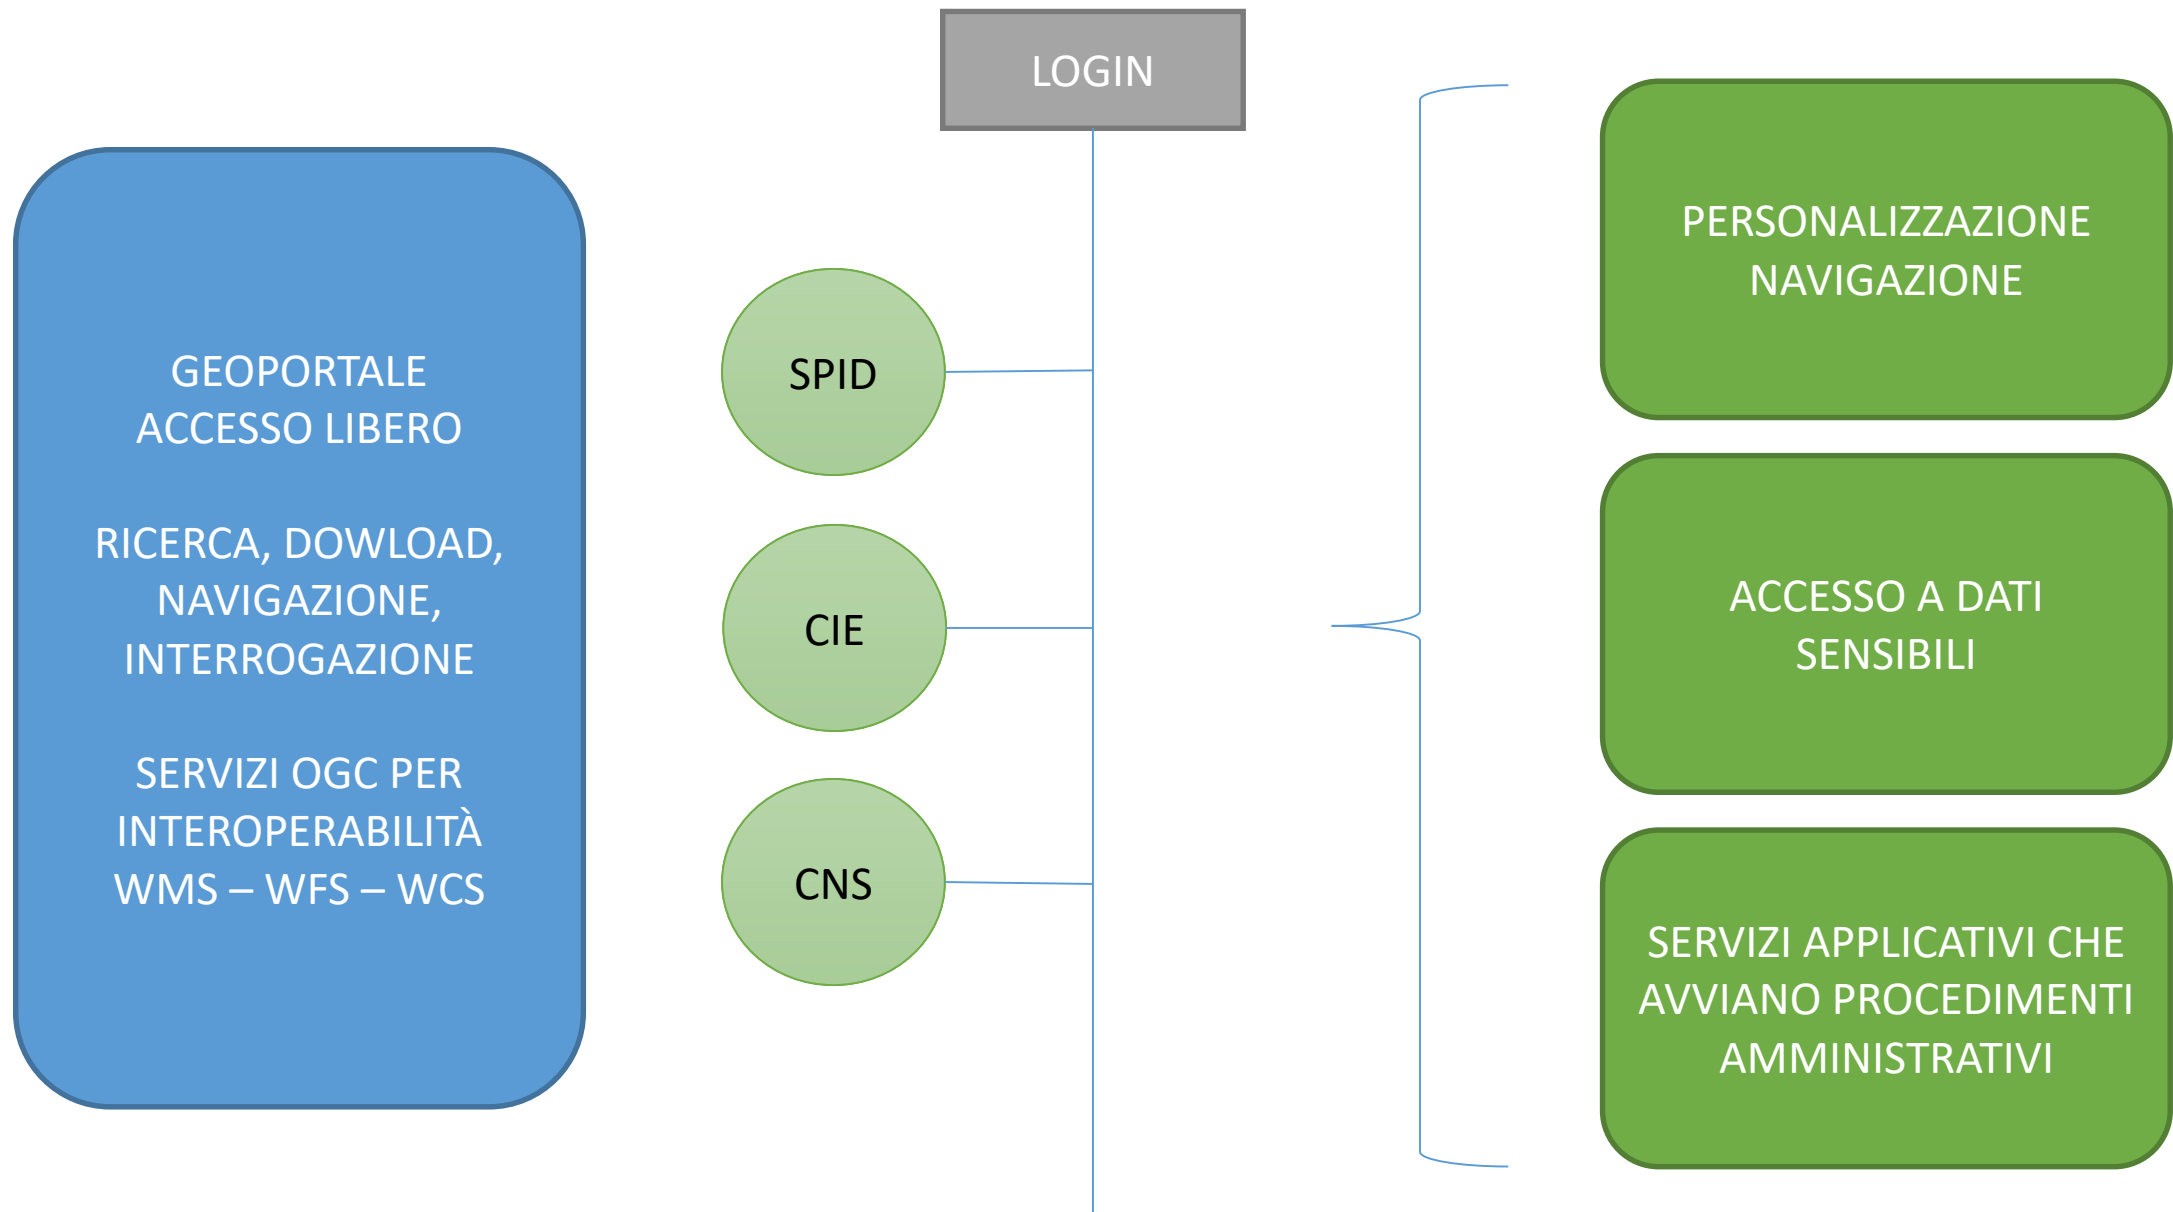 LOGIN
GEOPORTALE
ACCESSO LIBERO
RICERCA, DOWLOAD,
NAVIGAZIONE,
INTERROGAZIONE
SERVIZI OGC PER
INTEROPERABILITÀ
WMS – WFS – WCS
SPID
CIE
CNS
PERSONALIZZAZIONE
NAVIGAZIONE
ACCESSO A DATI
SENSIBILI
SERVIZI APPLICATIVI CHE
AVVIANO PROCEDIMENTI
AMMINISTRATIVI